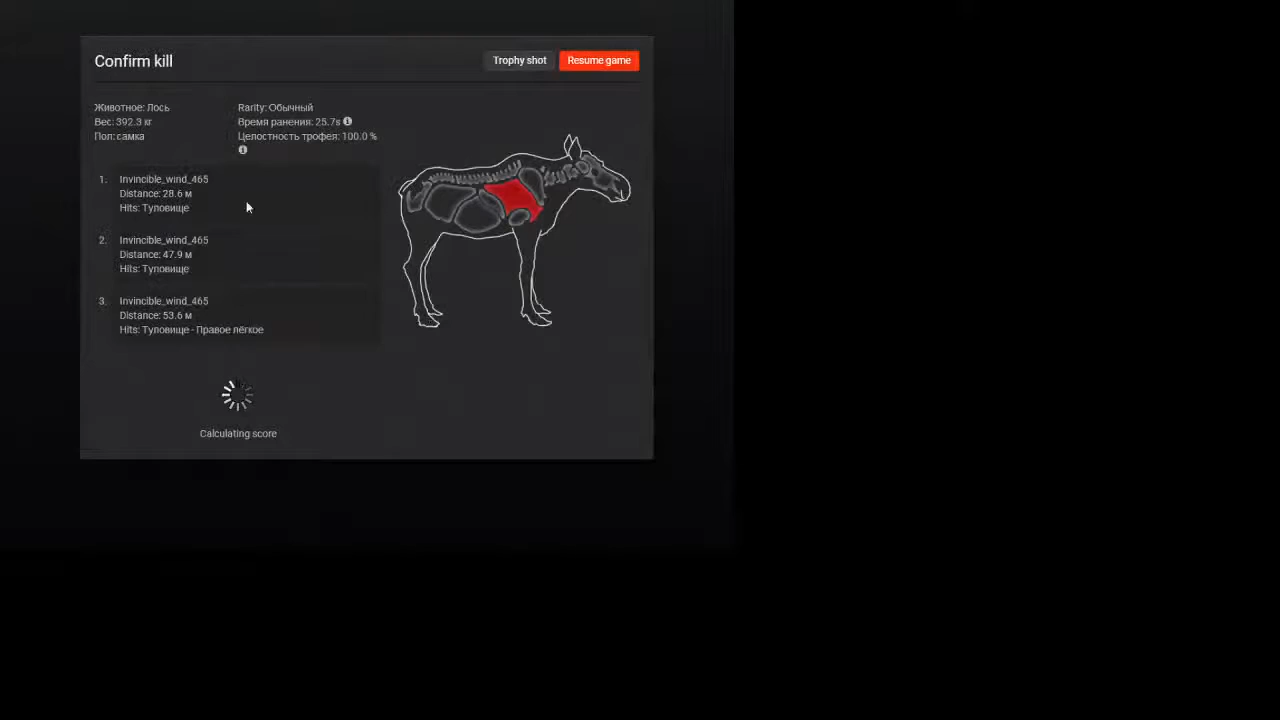 Confirm kill
Trophy shot
Resume game
Животное: Лось
Вес: 392.3 кг
Пол: самка
Rarity: Обычный
Время ранения: 25.7s
Целостность трофея: 100.0 %
1. Invincible_wind_465
Distance: 28.6 м
Hits: Туловище
2. Invincible_wind_465
Distance: 47.9 м
Hits: Туловище
3. Invincible_wind_465
Distance: 53.6 м
Hits: Туловище - Правое лёгкое
Calculating score